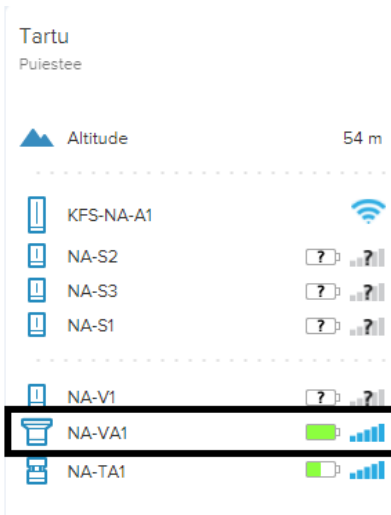 Tartu
Puiestee
Altitude 54 m
KFS-NA-A1
NA-S2 ? ?
NA-S3 ? ?
NA-S1 ? ?
NA-V1 ? ?
NA-VA1
NA-TA1